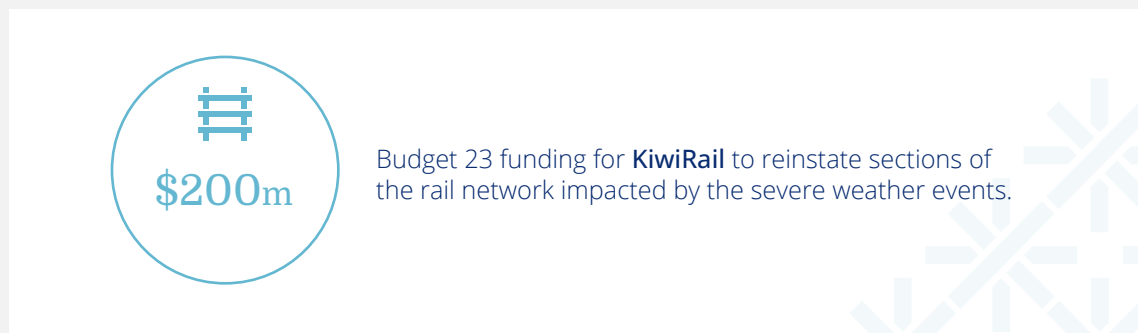 $200m
Budget 23 funding for KiwiRail to reinstate sections of
the rail network impacted by the severe weather events.